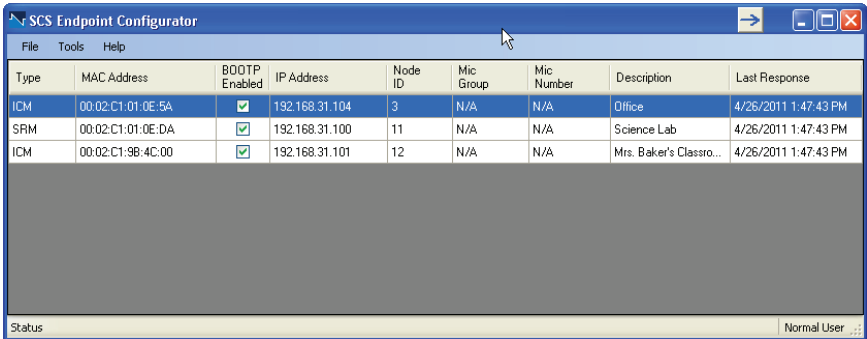 SCS Endpoint Configurator
File Tools Help
Type MAC Address BOOTP Enabled IP Address Node ID Mic Group Mic Number Description Last Response
ICM 00:02:C1:01:0E:5A 192.168.31.104 3 N/A N/A Office 4/26/2011 1:47:43 PM
SRM 00:02:C1:01:0E:DA 192.168.31.100 11 N/A N/A Science Lab 4/26/2011 1:47:43 PM
ICM 00:02:C1:9B:4C:00 192.168.31.101 12 N/A N/A Mrs. Baker's Classro... 4/26/2011 1:47:43 PM
Status Normal User